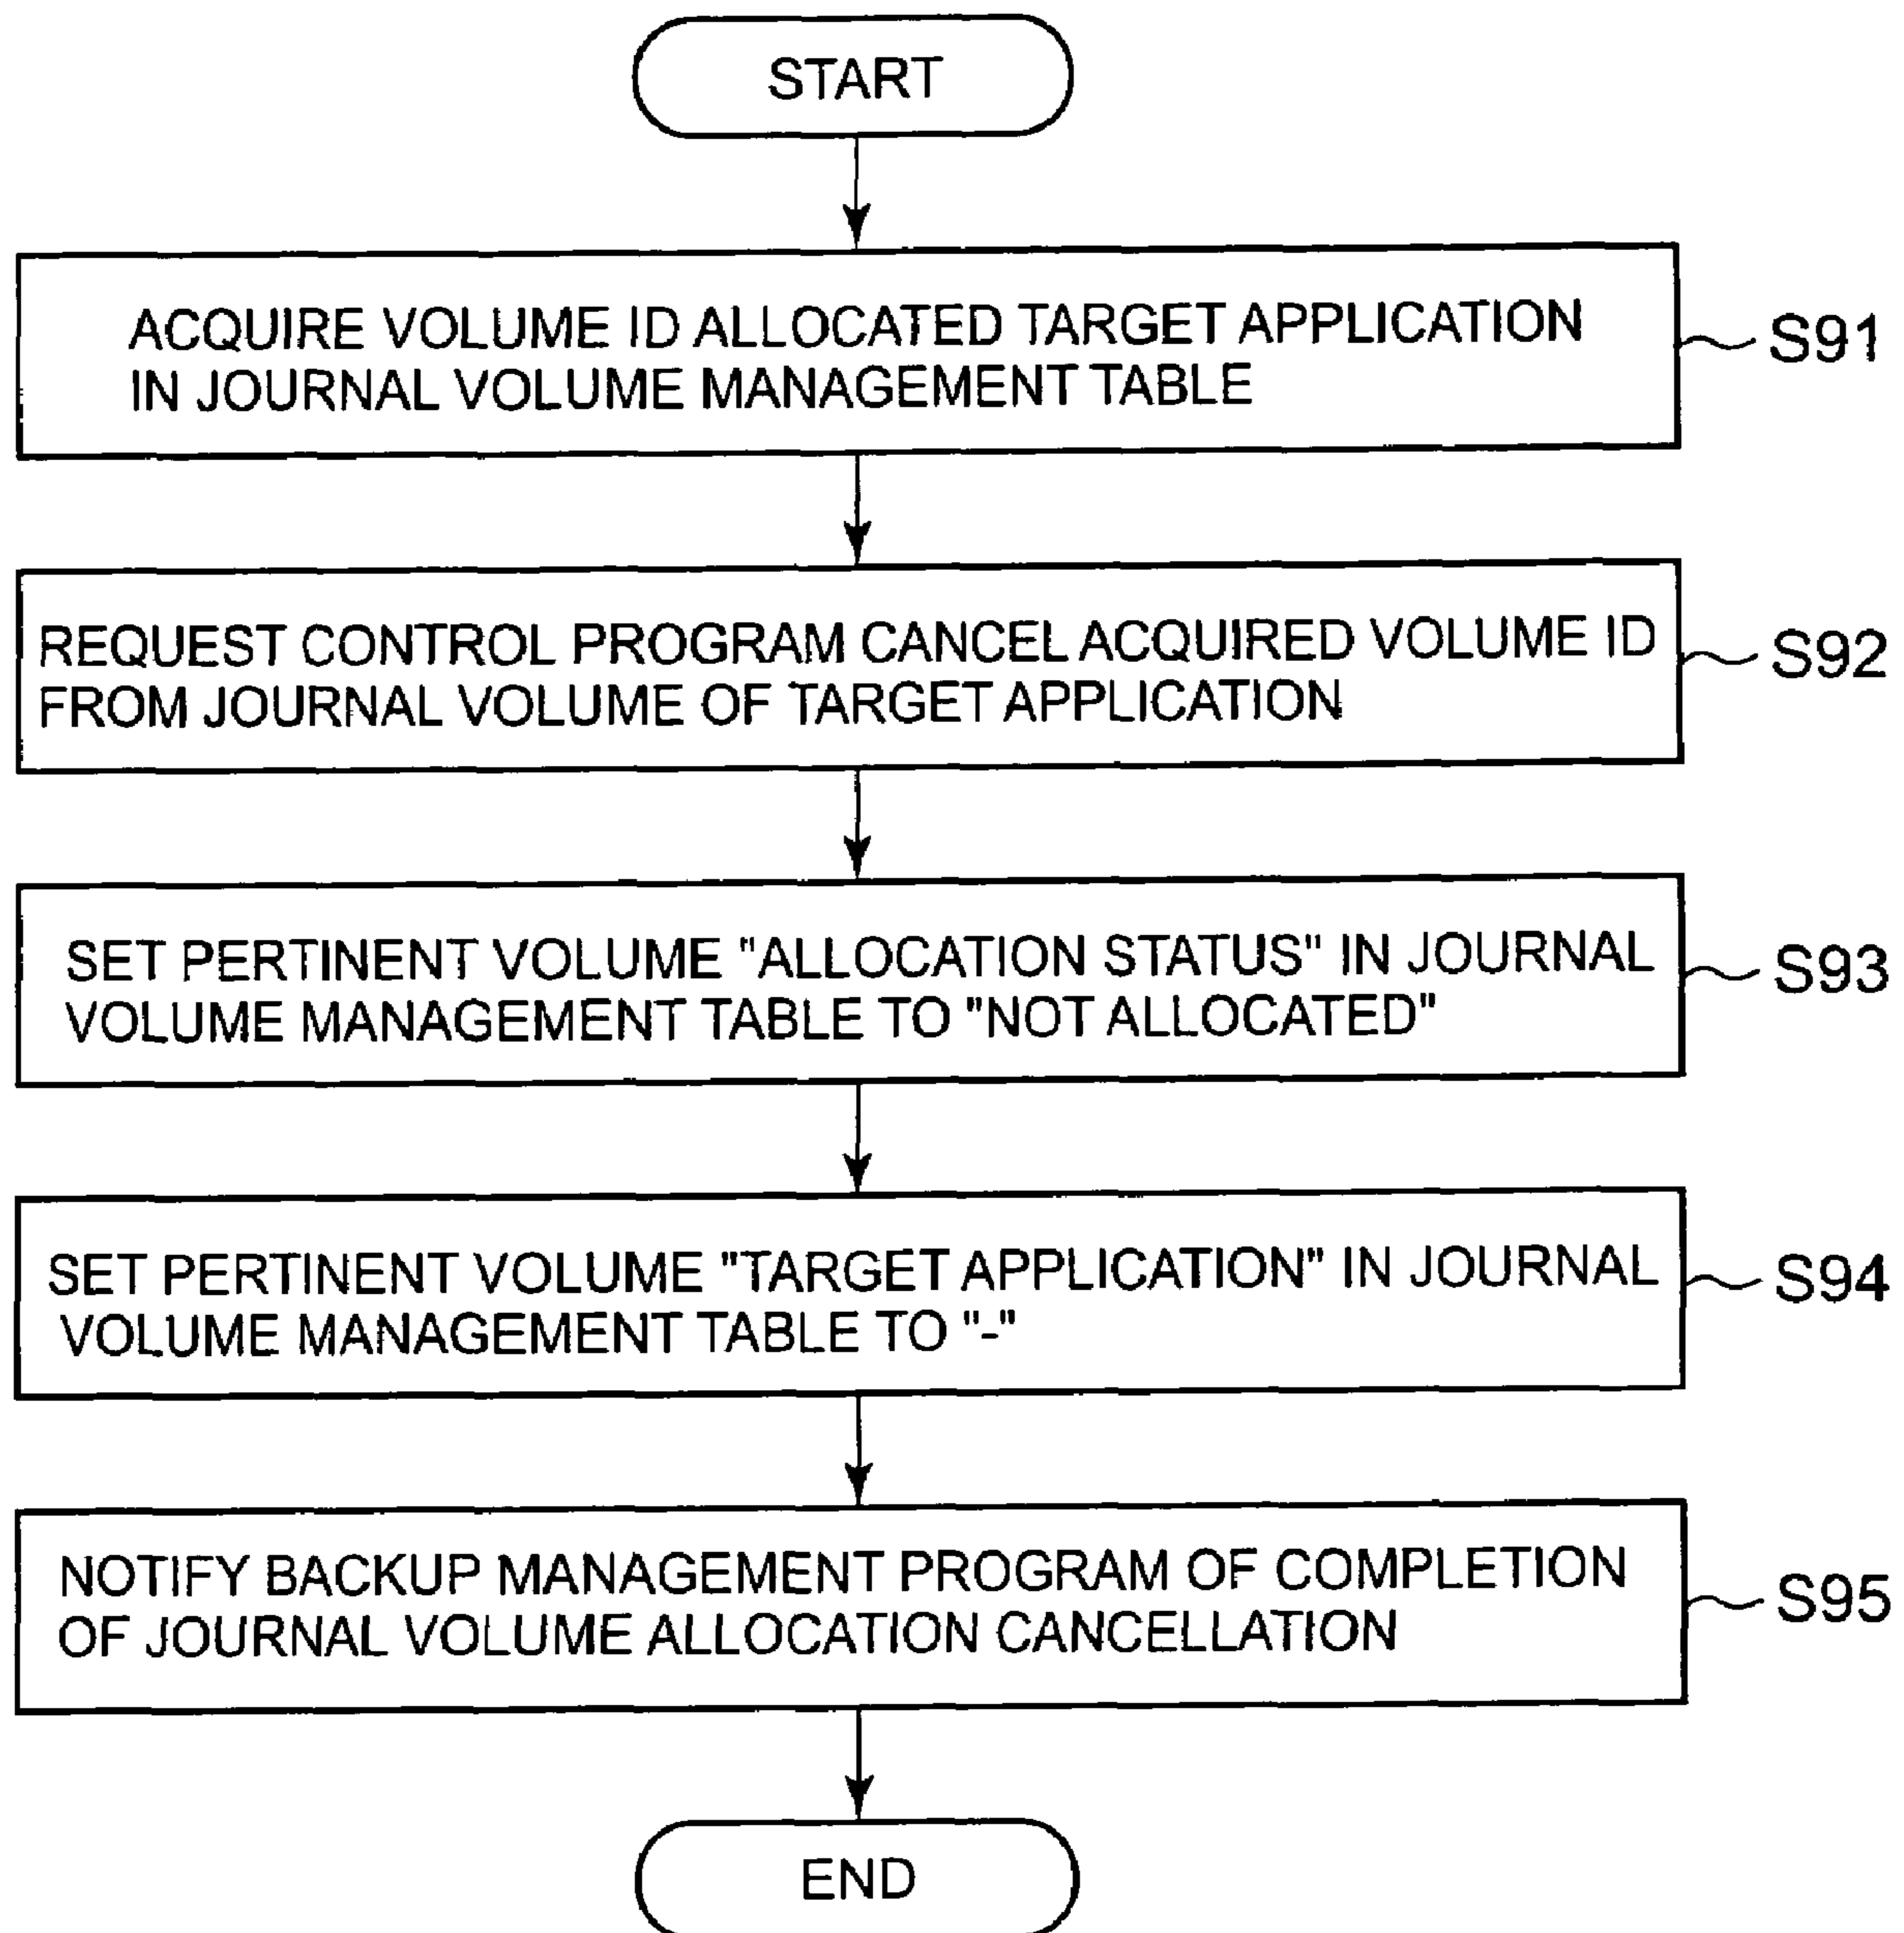 START
ACQUIRE VOLUME ID ALLOCATED TARGET APPLICATION
IN JOURNAL VOLUME MANAGEMENT TABLE
S91
REQUEST CONTROL PROGRAM CANCEL ACQUIRED VOLUME ID
FROM JOURNAL VOLUME OF TARGET APPLICATION
S92
SET PERTINENT VOLUME "ALLOCATION STATUS" IN JOURNAL
VOLUME MANAGEMENT TABLE TO "NOT ALLOCATED"
S93
SET PERTINENT VOLUME "TARGET APPLICATION" IN JOURNAL
VOLUME MANAGEMENT TABLE TO "-"
S94
NOTIFY BACKUP MANAGEMENT PROGRAM OF COMPLETION
OF JOURNAL VOLUME ALLOCATION CANCELLATION
S95
END